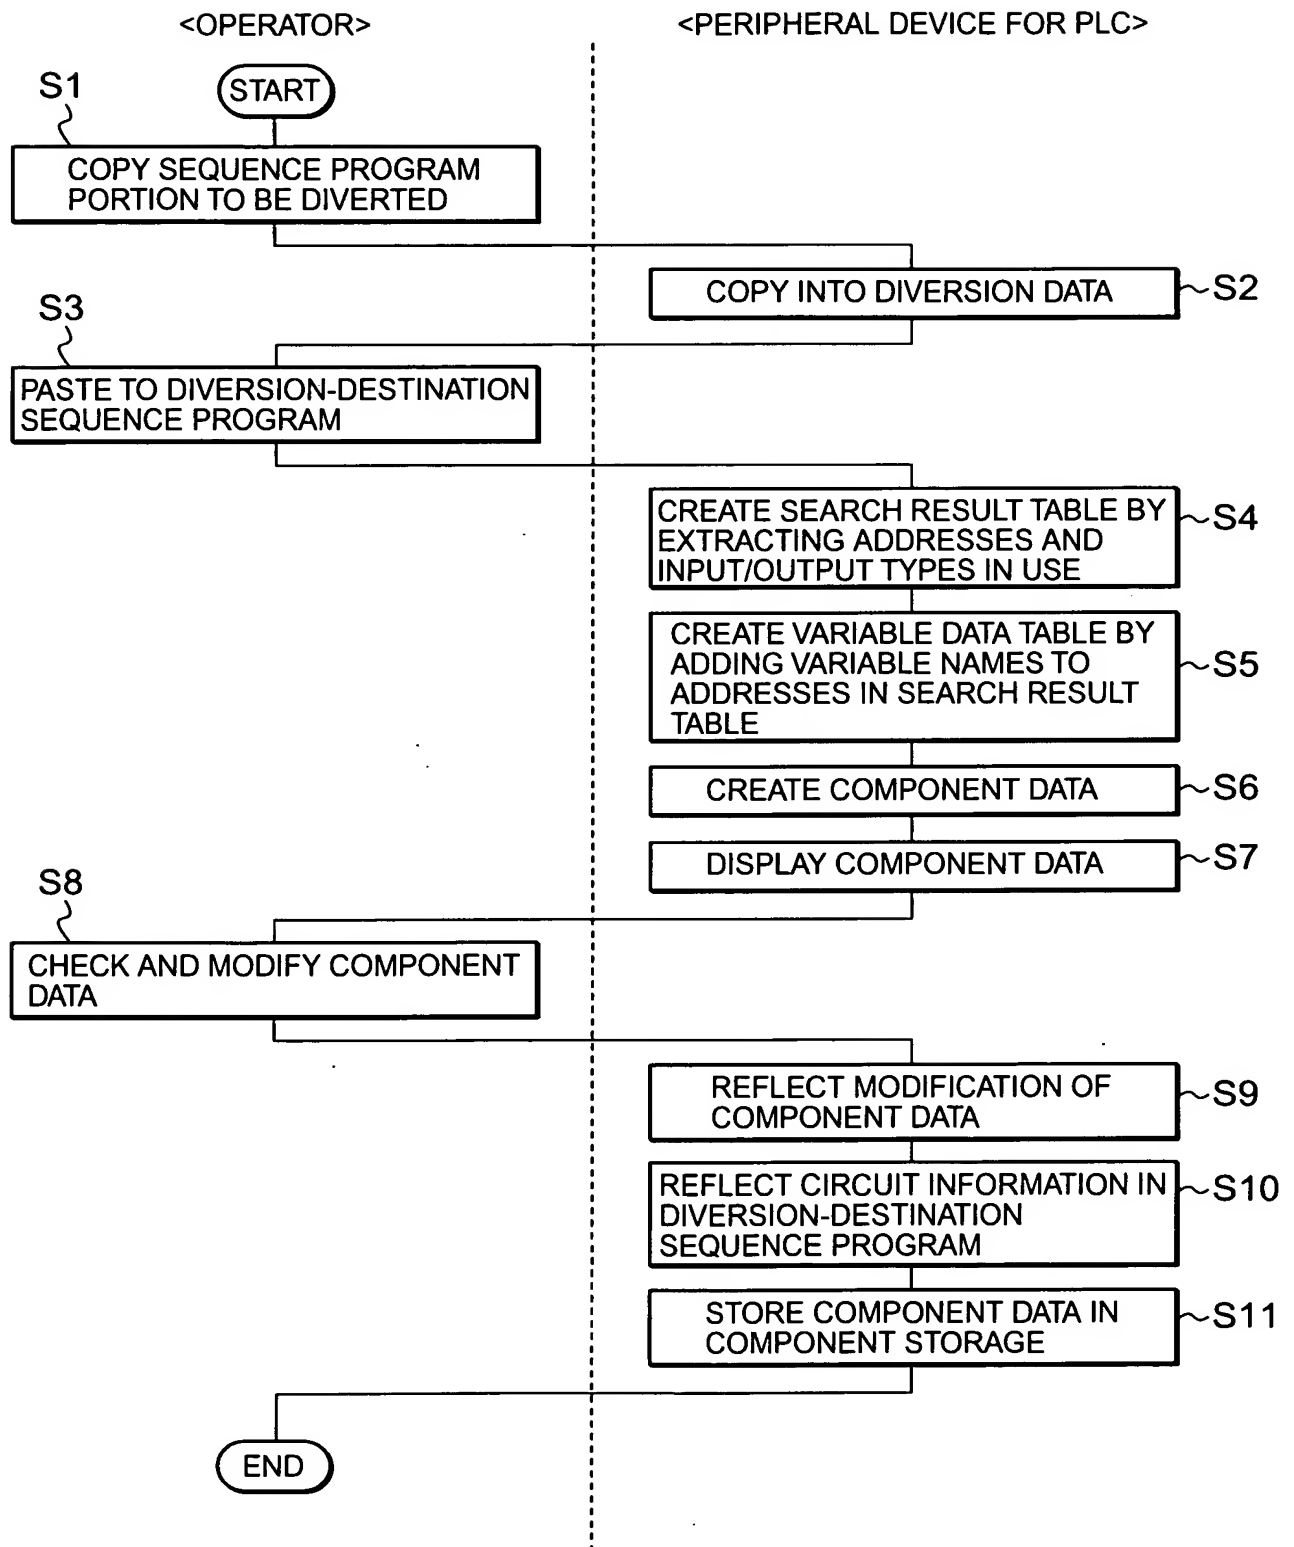 <OPERATOR>
<PERIPHERAL DEVICE FOR PLC>
START
S1
COPY SEQUENCE PROGRAM
PORTION TO BE DIVERTED
COPY INTO DIVERSION DATA
S2
S3
PASTE TO DIVERSION-DESTINATION
SEQUENCE PROGRAM
CREATE SEARCH RESULT TABLE BY
EXTRACTING ADDRESSES AND
INPUT/OUTPUT TYPES IN USE
S4
CREATE VARIABLE DATA TABLE BY
ADDING VARIABLE NAMES TO
ADDRESSES IN SEARCH RESULT
TABLE
S5
CREATE COMPONENT DATA
S6
DISPLAY COMPONENT DATA
S7
S8
CHECK AND MODIFY COMPONENT
DATA
REFLECT MODIFICATION OF
COMPONENT DATA
S9
REFLECT CIRCUIT INFORMATION IN
DIVERSION-DESTINATION
SEQUENCE PROGRAM
S10
STORE COMPONENT DATA IN
COMPONENT STORAGE
S11
END